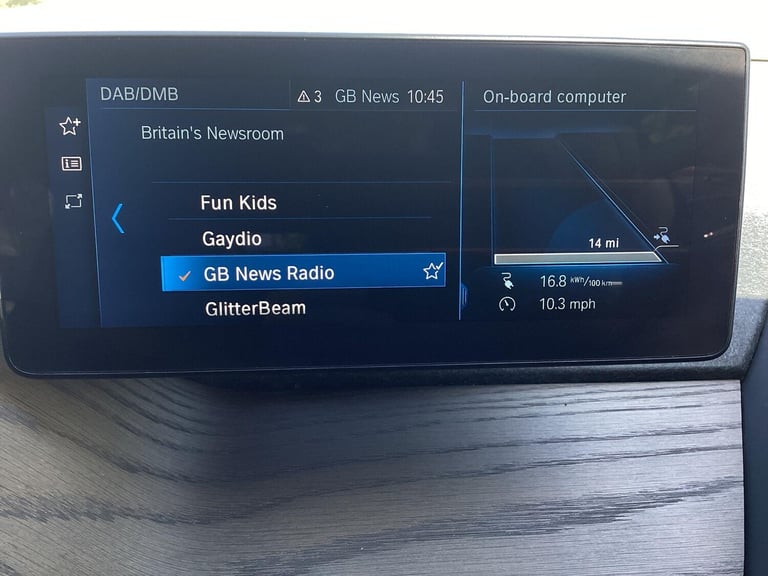 DAB/DMB
3 GB News 10:45
Britain's Newsroom
Fun Kids
Gaydio
GB News Radio
GlitterBeam
On-board computer
14 mi
16.8 kWh/100 km
10.3 mph